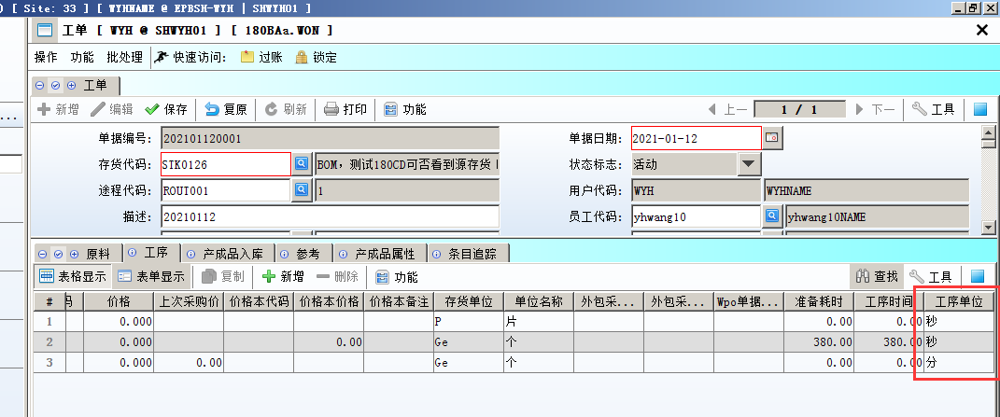 ) [ Site: 33 ] [ WYHNAME @ EPBSH-WYH | SHWYH01 ]
工单 [ WYH @ SHWYH01 ] [ 180BAa.WON ]
操作 功能 批处理 快速访问: 过账 锁定
工单
新增 编辑 保存 复原 刷新 打印 功能 上一 1 / 1 下一 工具
单据编号: 202101120001 单据日期: 2021-01-12
存货代码: STK0126 BOM，测试180CD可否看到源存货 状态标志: 活动
途程代码: ROUT001 1 用户代码: WYH WYHNAME
描述: 20210112 员工代码: yhwang10 yhwang10NAME
原料 工序 产成品入库 参考 产成品属性 条目追踪
表格显示 表单显示 复制 新增 删除 功能 查找 工具
# 价格 上次采购价 价格本代码 价格本价格 价格本备注 存货单位 单位名称 外包采... 外包采... Wpo单据... 准备耗时 工序时间 工序单位
1 0.000 P 片 0.00 0.00 秒
2 0.000 0.00 Ge 个 380.00 380.00 秒
3 0.000 0.00 Ge 个 0.00 0.00 分